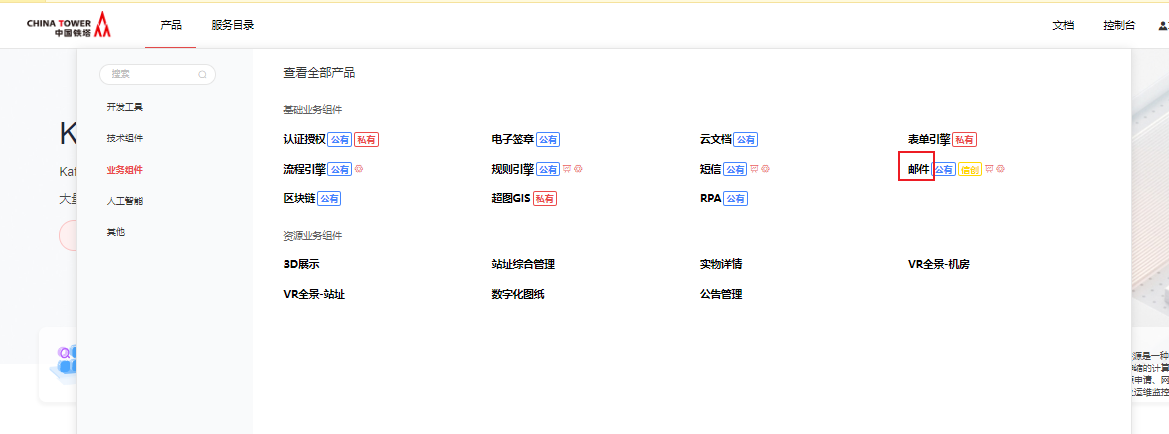 CHINA TOWER
中国铁塔
产品 服务目录 文档 控制台
搜索
查看全部产品
开发工具
基础业务组件
技术组件
认证授权 公有 私有 电子签章 公有 云文档 公有 表单引擎 私有
业务组件
流程引擎 公有 规则引擎 公有 短信 公有 邮件 公有 信创
人工智能
区块链 公有 超图GIS 私有 RPA 公有
其他
资源业务组件
3D展示 站址综合管理 实物详情 VR全景-机房
VR全景-站址 数字化图纸 公告管理
K
Kaf
大量
源是一种
缩的计算
申请、网
运维监控